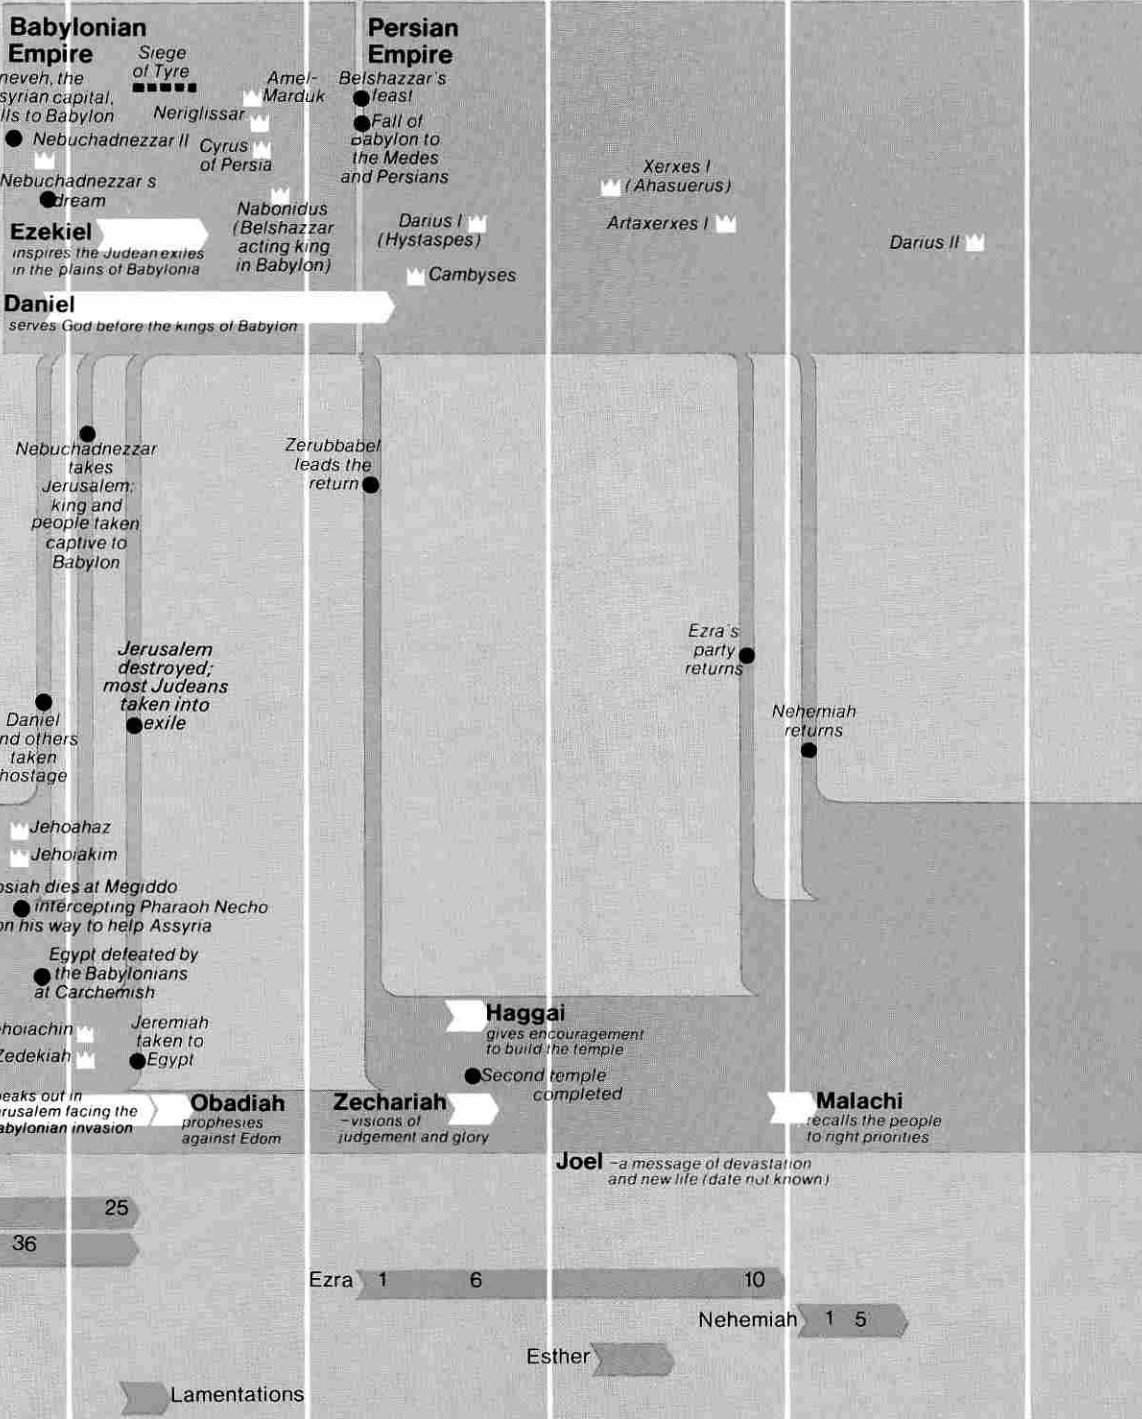 Babylonian
Empire
Siege
of Tyre
neveh, the
syrian capital,
lls to Babylon
Amel-
Marduk
Neriglissar
Nebuchadnezzar II
Cyrus
of Persia
Nebuchadnezzar s
dream
Nabonidus
(Belshazzar
acting king
in Babylon)
Ezekiel
inspires the Judean exiles
in the plains of Babylonia
Daniel
serves God before the kings of Babylon
Persian
Empire
Belshazzar's
feast
Fall of
Babylon to
the Medes
and Persians
Darius I
(Hystaspes)
Cambyses
Xerxes I
(Ahasuerus)
Artaxerxes I
Darius II
Nebuchadnezzar
takes
Jerusalem;
king and
people taken
captive to
Babylon
Zerubbabel
leads the
return
Jerusalem
destroyed;
most Judeans
taken into
exile
Ezra's
party
returns
Daniel
nd others
taken
hostage
Nehemiah
returns
Jehoahaz
Jehoiakim
osiah dies at Megiddo
intercepting Pharaoh Necho
on his way to help Assyria
Egypt defeated by
the Babylonians
at Carchemish
ehoiachin
Zedekiah
Jeremiah
taken to
Egypt
eaks out in
erusalem facing the
abylonian invasion
Obadiah
prophesies
against Edom
Haggai
gives encouragement
to build the temple
Second temple
completed
Zechariah
–visions of
judgement and glory
Malachi
recalls the people
to right priorities
Joel –a message of devastation
and new life (date not known)
25
36
Ezra 1 6 10
Nehemiah 1 5
Esther
Lamentations